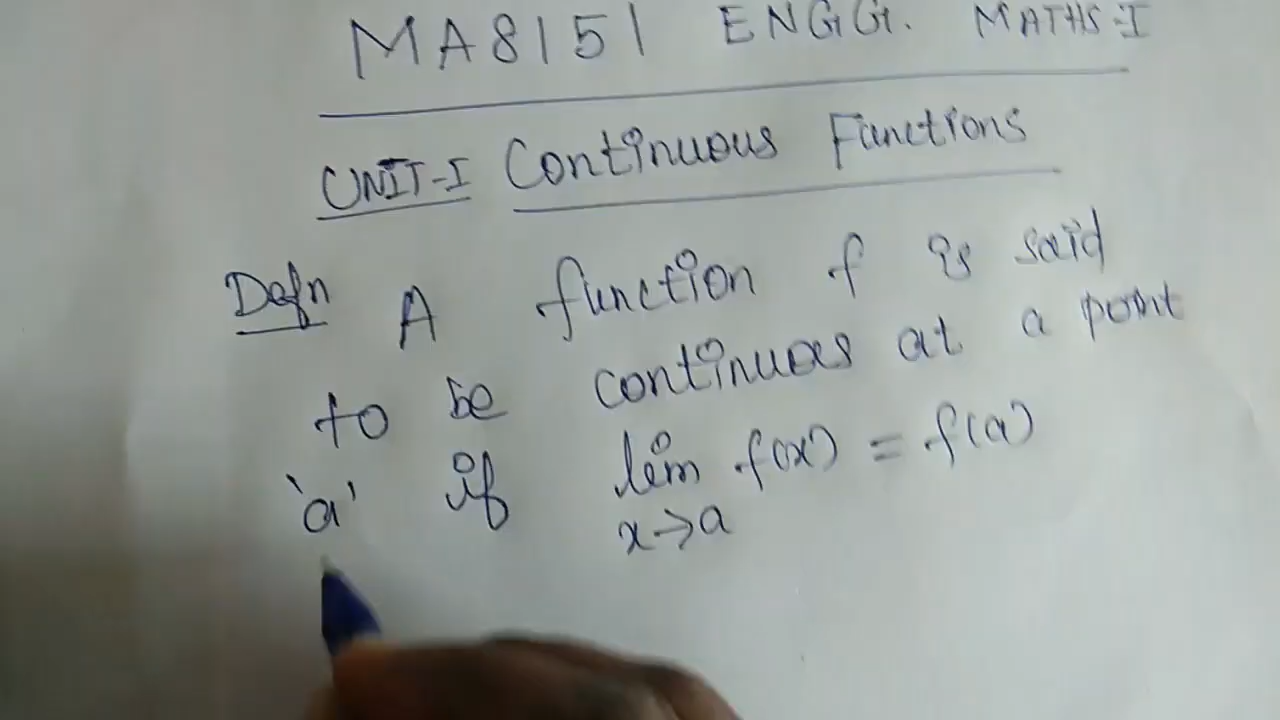 MA8151 ENGG. MATHS-I
UNIT-I Continuous Functions
Defn A function f is said
to be continuous at a point
'a' if lim f(x) = f(a)
x→a